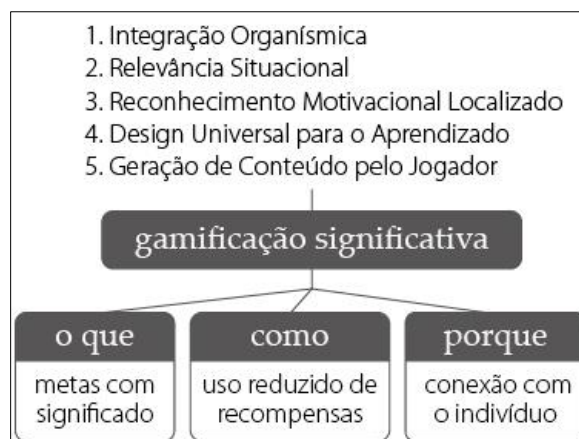 1. Integração Organísmica
2. Relevância Situacional
3. Reconhecimento Motivacional Localizado
4. Design Universal para o Aprendizado
5. Geração de Conteúdo pelo Jogador
gamificação significativa
o que
metas com
significado
como
uso reduzido de
recompensas
porque
conexão com
o indivíduo